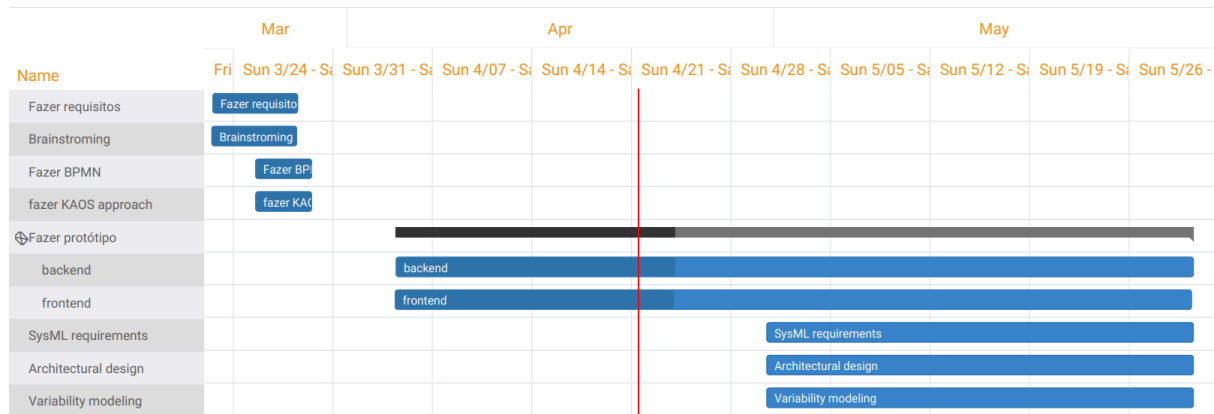 Mar Apr May
Name Fri Sun 3/24 - Sa Sun 3/31 - Sa Sun 4/07 - Sa Sun 4/14 - Sa Sun 4/21 - Sa Sun 4/28 - Sa Sun 5/05 - Sa Sun 5/12 - Sa Sun 5/19 - Sa Sun 5/26 -
Fazer requisitos Fazer requisito
Brainstroming Brainstroming
Fazer BPMN Fazer BPI
fazer KAOS approach fazer KAO
Fazer protótipo
backend backend
frontend frontend
SysML requirements SysML requirements
Architectural design Architectural design
Variability modeling Variability modeling